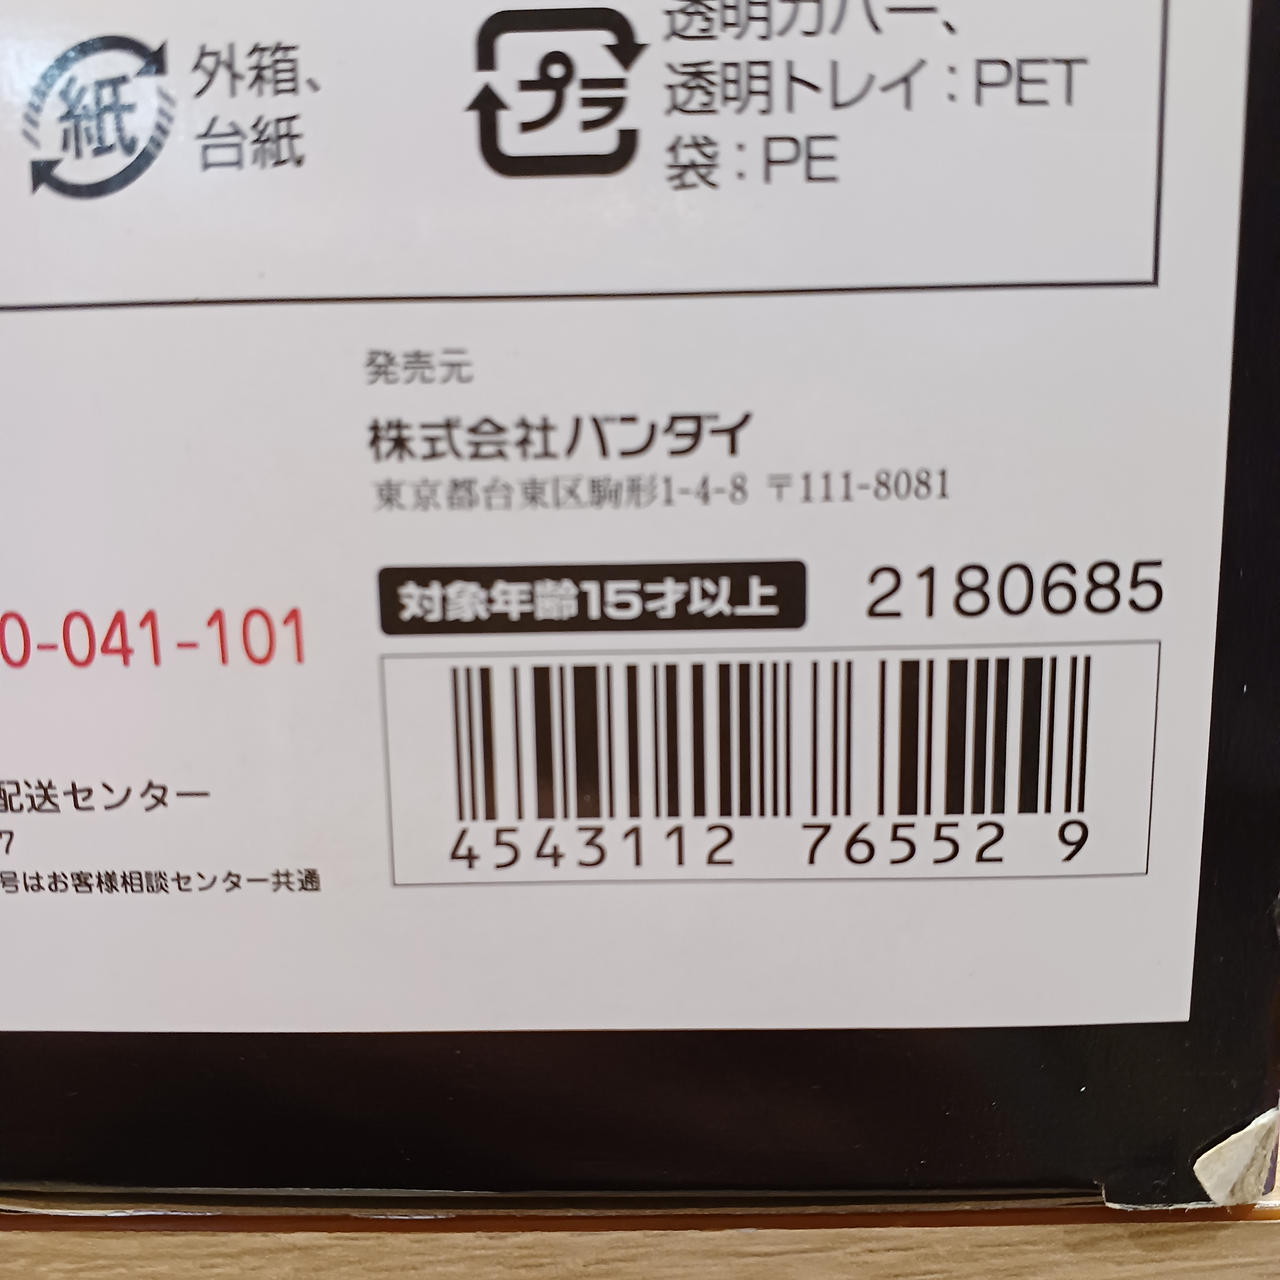 紙
外箱、
台紙
プラ
透明カバー、
透明トレイ：PET
袋：PE
発売元
株式会社バンダイ
東京都台東区駒形1-4-8 〒111-8081
対象年齢15才以上
2180685
0-041-101
4543112 76552 9
配送センター
7
号はお客様相談センター共通